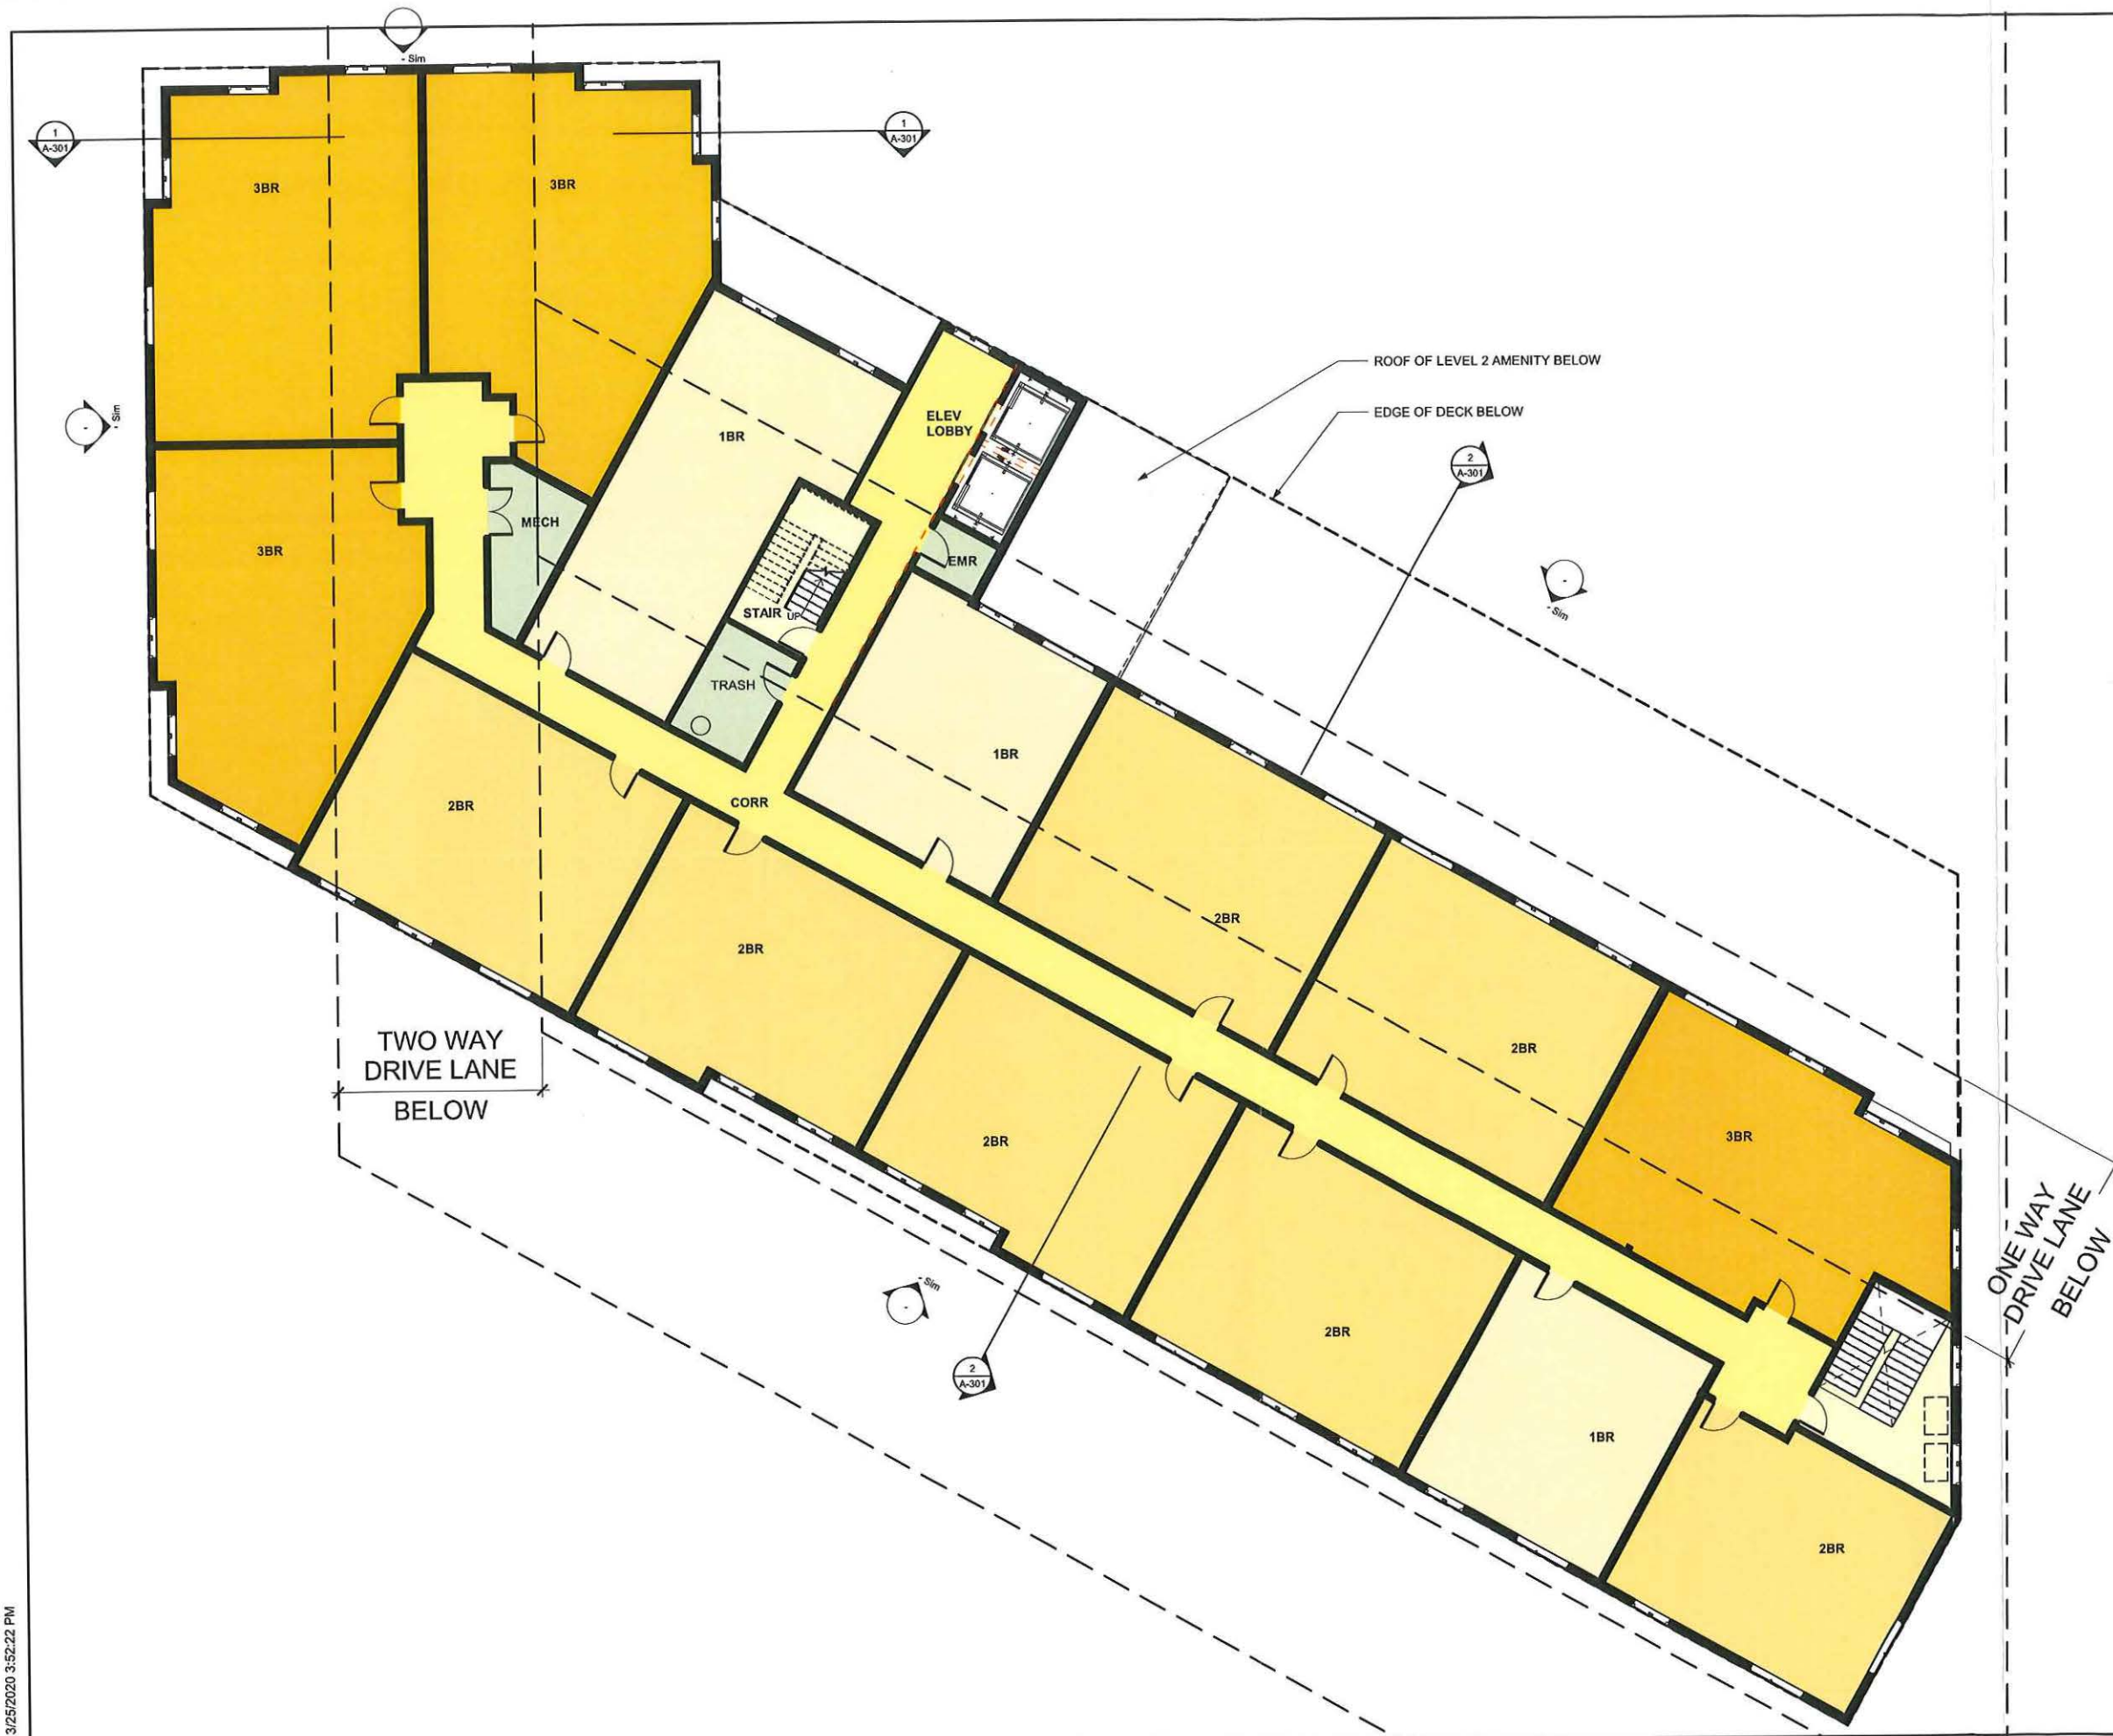 - Sim
1
A-301
1
A-301
3BR
3BR
ROOF OF LEVEL 2 AMENITY BELOW
EDGE OF DECK BELOW
ELEV
LOBBY
-
- Sim
1BR
2
A-301
MECH
3BR
EMR
-
- Sim
STAIR
UP
TRASH
1BR
CORR
2BR
2BR
2BR
TWO WAY
DRIVE LANE
BELOW
2BR
2BR
3BR
ONE WAY
DRIVE LANE
BELOW
- Sim
-
2BR
2
A-301
1BR
2BR
3/25/2020 3:52:22 PM